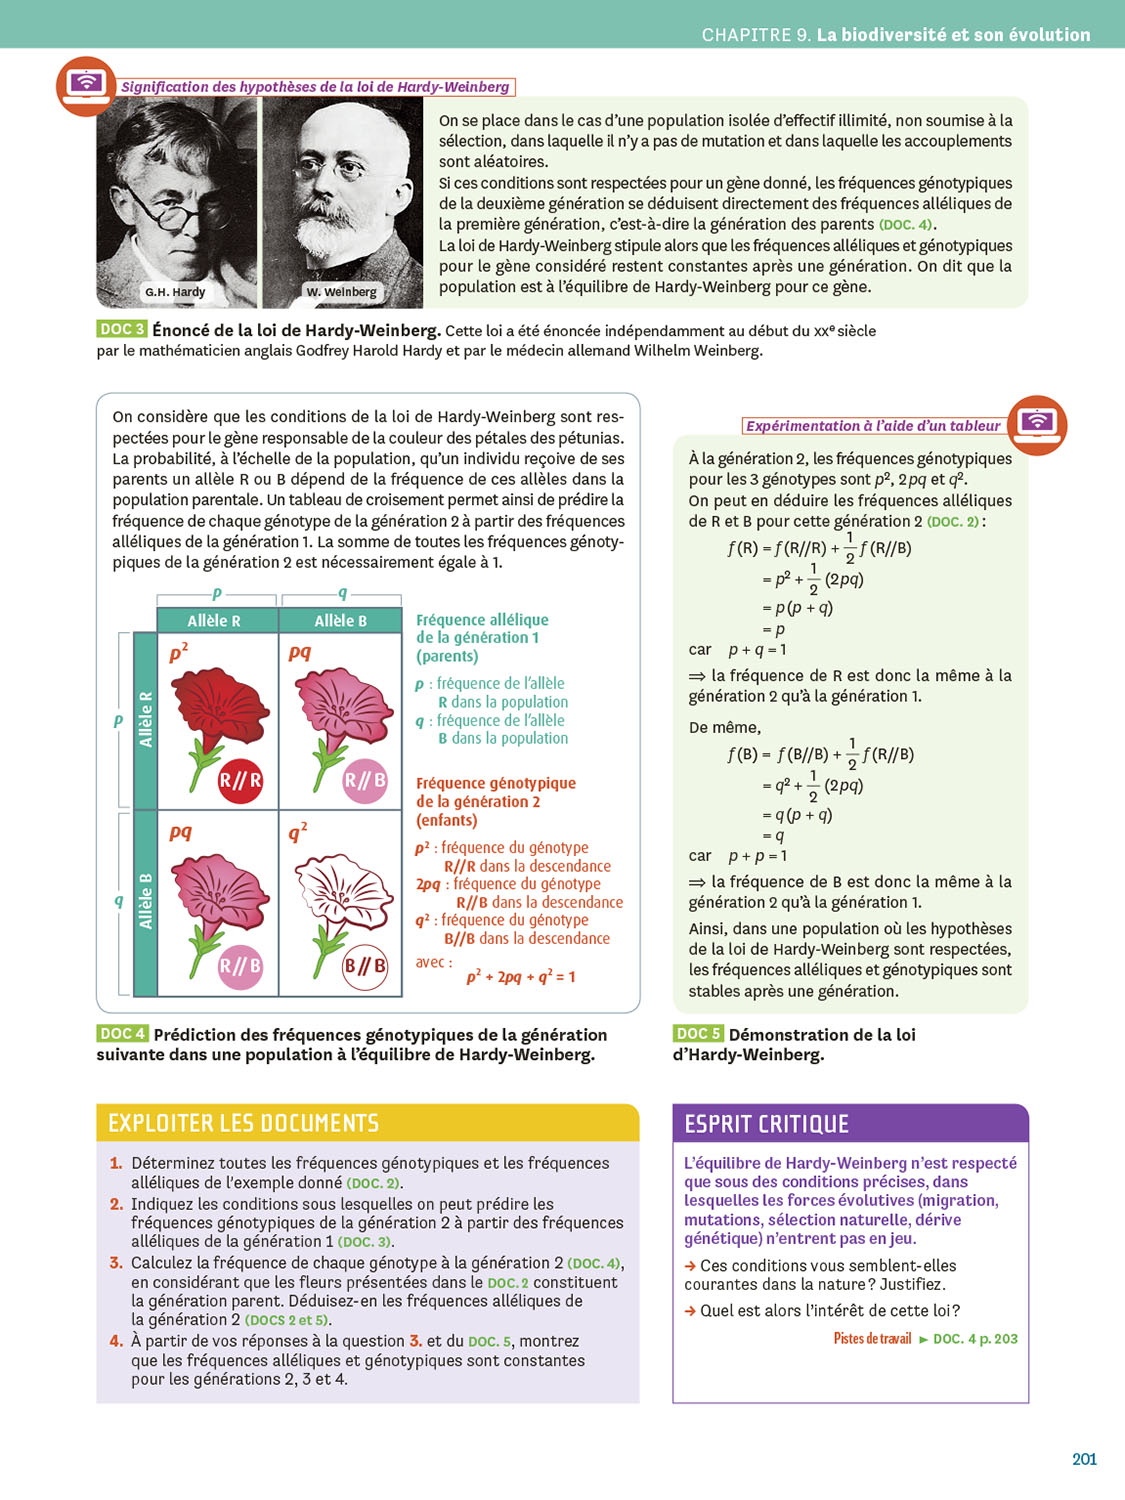 CHAPITRE 9. La biodiversité et son évolution
Signification des hypothèses de la loi de Hardy-Weinberg
On se place dans le cas d'une population isolée d'effectif illimité, non soumise à la
sélection, dans laquelle il n'y a pas de mutation et dans laquelle les accouplements
sont aléatoires.
Si ces conditions sont respectées pour un gène donné, les fréquences génotypiques
de la deuxième génération se déduisent directement des fréquences alléliques de
la première génération, c'est-à-dire la génération des parents (DOC. 4).
La loi de Hardy-Weinberg stipule alors que les fréquences alléliques et génotypiques
pour le gène considéré restent constantes après une génération. On dit que la
population est à l'équilibre de Hardy-Weinberg pour ce gène.
G.H. Hardy
W. Weinberg
DOC 3 Énoncé de la loi de Hardy-Weinberg. Cette loi a été énoncée indépendamment au début du XXe siècle
par le mathématicien anglais Godfrey Harold Hardy et par le médecin allemand Wilhelm Weinberg.
On considère que les conditions de la loi de Hardy-Weinberg sont res-
pectées pour le gène responsable de la couleur des pétales des pétunias.
La probabilité, à l'échelle de la population, qu'un individu reçoive de ses
parents un allèle R ou B dépend de la fréquence de ces allèles dans la
population parentale. Un tableau de croisement permet ainsi de prédire la
fréquence de chaque génotype de la génération 2 à partir des fréquences
alléliques de la génération 1. La somme de toutes les fréquences génoty-
piques de la génération 2 est nécessairement égale à 1.
p
q
Allèle R
Allèle B
p
Allèle R
p²
R//R
pq
R//B
q
Allèle B
pq
R//B
q²
B//B
Fréquence allélique
de la génération 1
(parents)
p : fréquence de l'allèle
R dans la population
q : fréquence de l'allèle
B dans la population
Fréquence génotypique
de la génération 2
(enfants)
p² : fréquence du génotype
R//R dans la descendance
2pq : fréquence du génotype
R//B dans la descendance
q² : fréquence du génotype
B//B dans la descendance
avec :
p² + 2pq + q² = 1
DOC 4 Prédiction des fréquences génotypiques de la génération
suivante dans une population à l'équilibre de Hardy-Weinberg.
Expérimentation à l'aide d'un tableur
À la génération 2, les fréquences génotypiques
pour les 3 génotypes sont p², 2pq et q².
On peut en déduire les fréquences alléliques
de R et B pour cette génération 2 (DOC. 2) :
f(R) = f(R//R) + 1/2 f(R//B)
= p² + 1/2 (2pq)
= p(p + q)
= p
car p + q = 1
⟹ la fréquence de R est donc la même à la
génération 2 qu'à la génération 1.
De même,
f(B) = f(B//B) + 1/2 f(R//B)
= q² + 1/2 (2pq)
= q(p + q)
= q
car p + p = 1
⟹ la fréquence de B est donc la même à la
génération 2 qu'à la génération 1.
Ainsi, dans une population où les hypothèses
de la loi de Hardy-Weinberg sont respectées,
les fréquences alléliques et génotypiques sont
stables après une génération.
DOC 5 Démonstration de la loi
d'Hardy-Weinberg.
EXPLOITER LES DOCUMENTS
1. Déterminez toutes les fréquences génotypiques et les fréquences
alléliques de l'exemple donné (DOC. 2).
2. Indiquez les conditions sous lesquelles on peut prédire les
fréquences génotypiques de la génération 2 à partir des fréquences
alléliques de la génération 1 (DOC. 3).
3. Calculez la fréquence de chaque génotype à la génération 2 (DOC. 4),
en considérant que les fleurs présentées dans le DOC. 2 constituent
la génération parent. Déduisez-en les fréquences alléliques de
la génération 2 (DOCS 2 et 5).
4. À partir de vos réponses à la question 3. et du DOC. 5, montrez
que les fréquences alléliques et génotypiques sont constantes
pour les générations 2, 3 et 4.
ESPRIT CRITIQUE
L'équilibre de Hardy-Weinberg n'est respecté
que sous des conditions précises, dans
lesquelles les forces évolutives (migration,
mutations, sélection naturelle, dérive
génétique) n'entrent pas en jeu.
→ Ces conditions vous semblent-elles
courantes dans la nature ? Justifiez.
→ Quel est alors l'intérêt de cette loi ?
Pistes de travail ► DOC. 4 p. 203
201